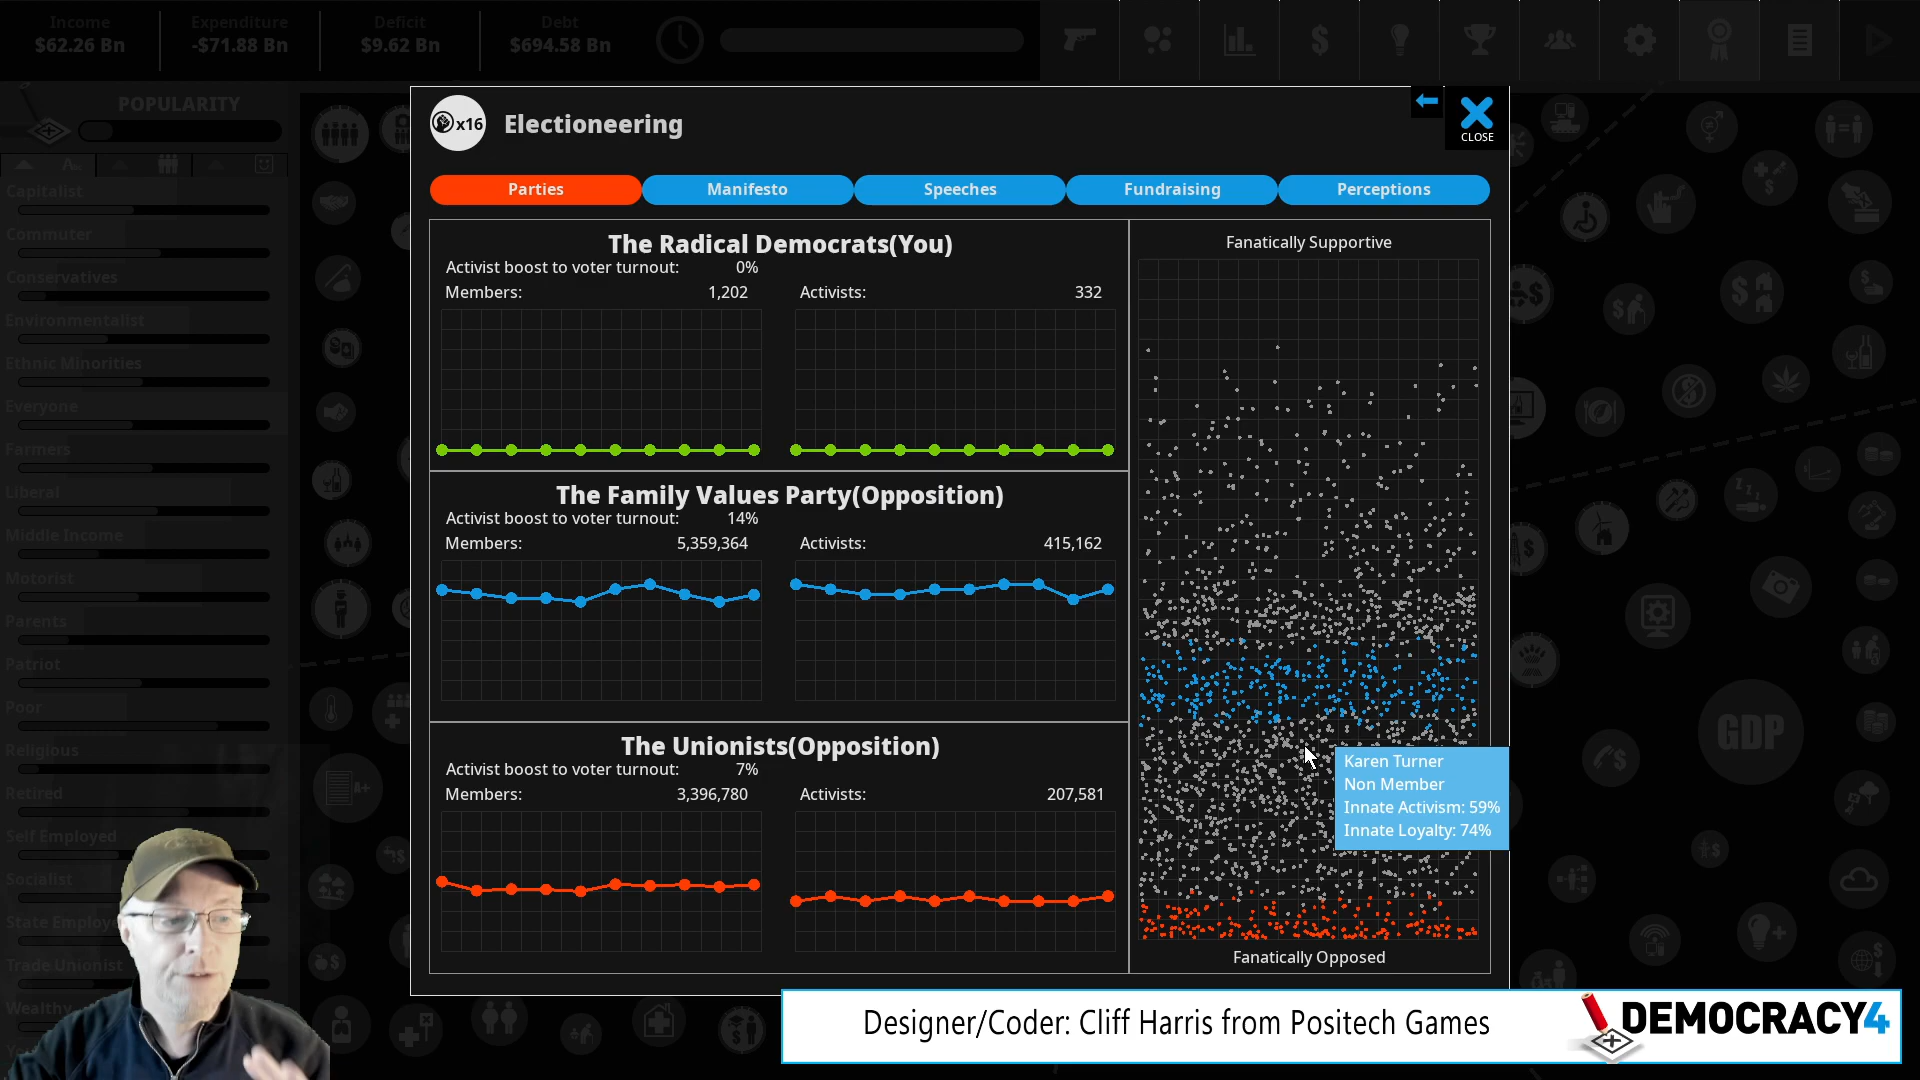 Income
Expenditure
Deficit
Debt
$62.26 Bn
-$71.88 Bn
$9.62 Bn
$694.58 Bn
POPULARITY
Capitalist
Commuter
Conservatives
Environmentalist
Ethnic Minorities
Everyone
Farmers
Liberal
Middle Income
Motorist
Parents
Patriot
Poor
Religious
Retired
Self Employed
Socialist
State Employ
Trade Unionist
Wealthy
x16
Electioneering
CLOSE
Parties
Manifesto
Speeches
Fundraising
Perceptions
The Radical Democrats(You)
Activist boost to voter turnout: 0%
Members: 1,202
Activists: 332
The Family Values Party(Opposition)
Activist boost to voter turnout: 14%
Members: 5,359,364
Activists: 415,162
The Unionists(Opposition)
Activist boost to voter turnout: 7%
Members: 3,396,780
Activists: 207,581
Fanatically Supportive
Karen Turner
Non Member
Innate Activism: 59%
Innate Loyalty: 74%
Fanatically Opposed
GDP
Designer/Coder: Cliff Harris from Positech Games
DEMOCRACY4